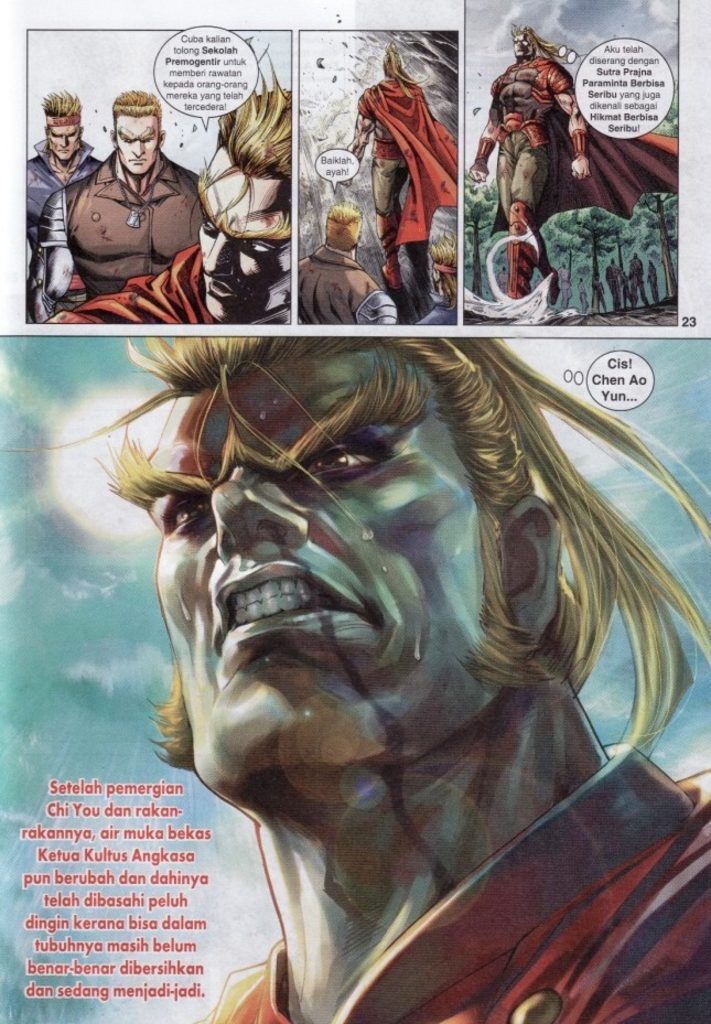 Cuba kalian
tolong Sekolah
Premogentir untuk
memberi rawatan
kepada orang-orang
mereka yang telah
tercedera!
Baiklah,
ayah!
Aku telah
diserang dengan
Sutra Prajna
Paraminta Berbisa
Seribu yang juga
dikenali sebagai
Hikmat Berbisa
Seribu!
23
Cis!
Chen Ao
Yun...
Setelah pemergian
Chi You dan rakan-
rakannya, air muka bekas
Ketua Kultus Angkasa
pun berubah dan dahinya
telah dibasahi peluh
dingin kerana bisa dalam
tubuhnya masih belum
benar-benar dibersihkan
dan sedang menjadi-jadi.